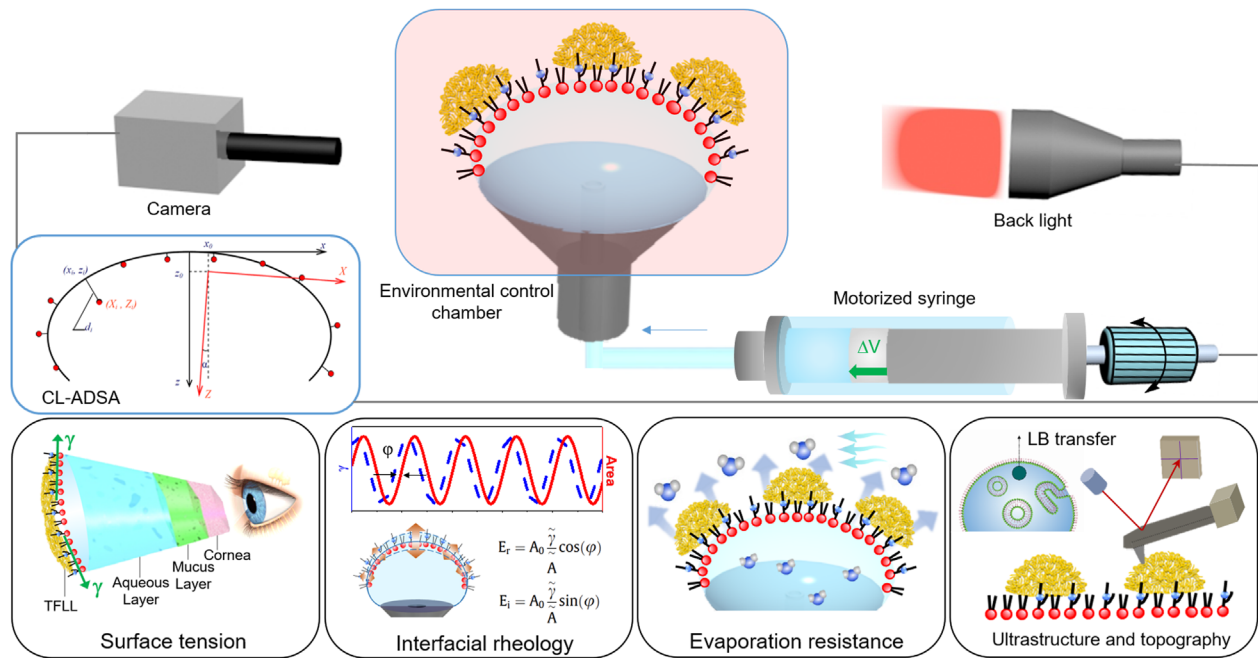 Camera
Back light
Environmental control
chamber
Motorized syringe
ΔV
x₀
x
(xᵢ, zᵢ)
z₀
X
(Xᵢ , Zᵢ)
dᵢ
α
z
Z
CL-ADSA
γ
Cornea
Mucus
Layer
Aqueous
Layer
TFLL
γ
Surface tension
γ
φ
Area
E_r = A₀ γ̃/Ã cos(φ)
E_i = A₀ γ̃/Ã sin(φ)
Interfacial rheology
Evaporation resistance
LB transfer
Ultrastructure and topography